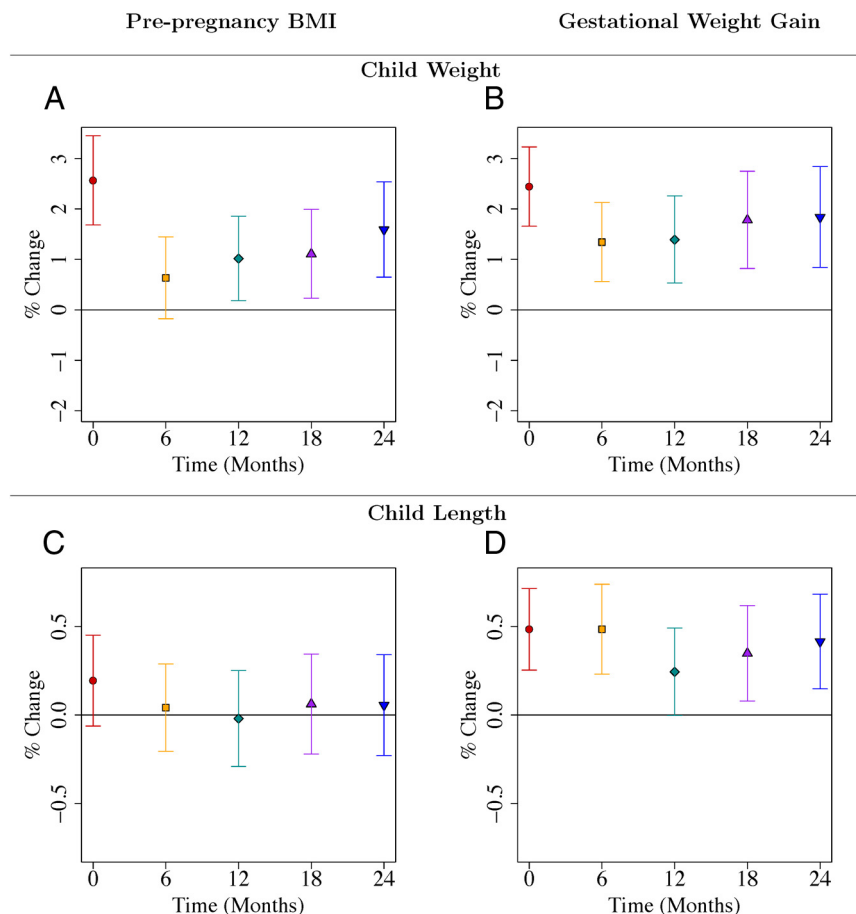 Pre-pregnancy BMI Gestational Weight Gain
Child Weight
A B
% Change
3
2
1
0
−1
−2
0 6 12 18 24
Time (Months)
% Change
3
2
1
0
−1
−2
0 6 12 18 24
Time (Months)
Child Length
C D
% Change
0.5
0.0
−0.5
0 6 12 18 24
Time (Months)
% Change
0.5
0.0
−0.5
0 6 12 18 24
Time (Months)